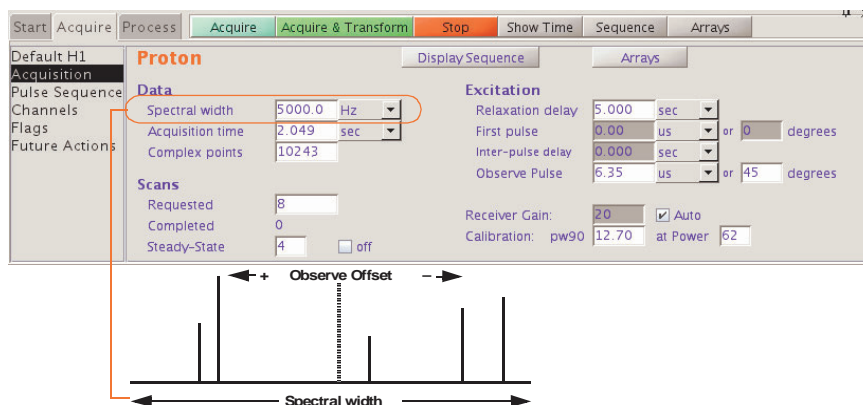 Start Acquire Process Acquire Acquire & Transform Stop Show Time Sequence Arrays
Default H1
Acquisition
Pulse Sequence
Channels
Flags
Future Actions
Proton Display Sequence Arrays
Data
Spectral width 5000.0 Hz
Acquisition time 2.049 sec
Complex points 10243
Scans
Requested 8
Completed 0
Steady-State 4 off
Excitation
Relaxation delay 5.000 sec
First pulse 0.00 us or 0 degrees
Inter-pulse delay 0.000 sec
Observe Pulse 6.35 us or 45 degrees
Receiver Gain: 20 Auto
Calibration: pw90 12.70 at Power 62
+ Observe Offset −
Spectral width